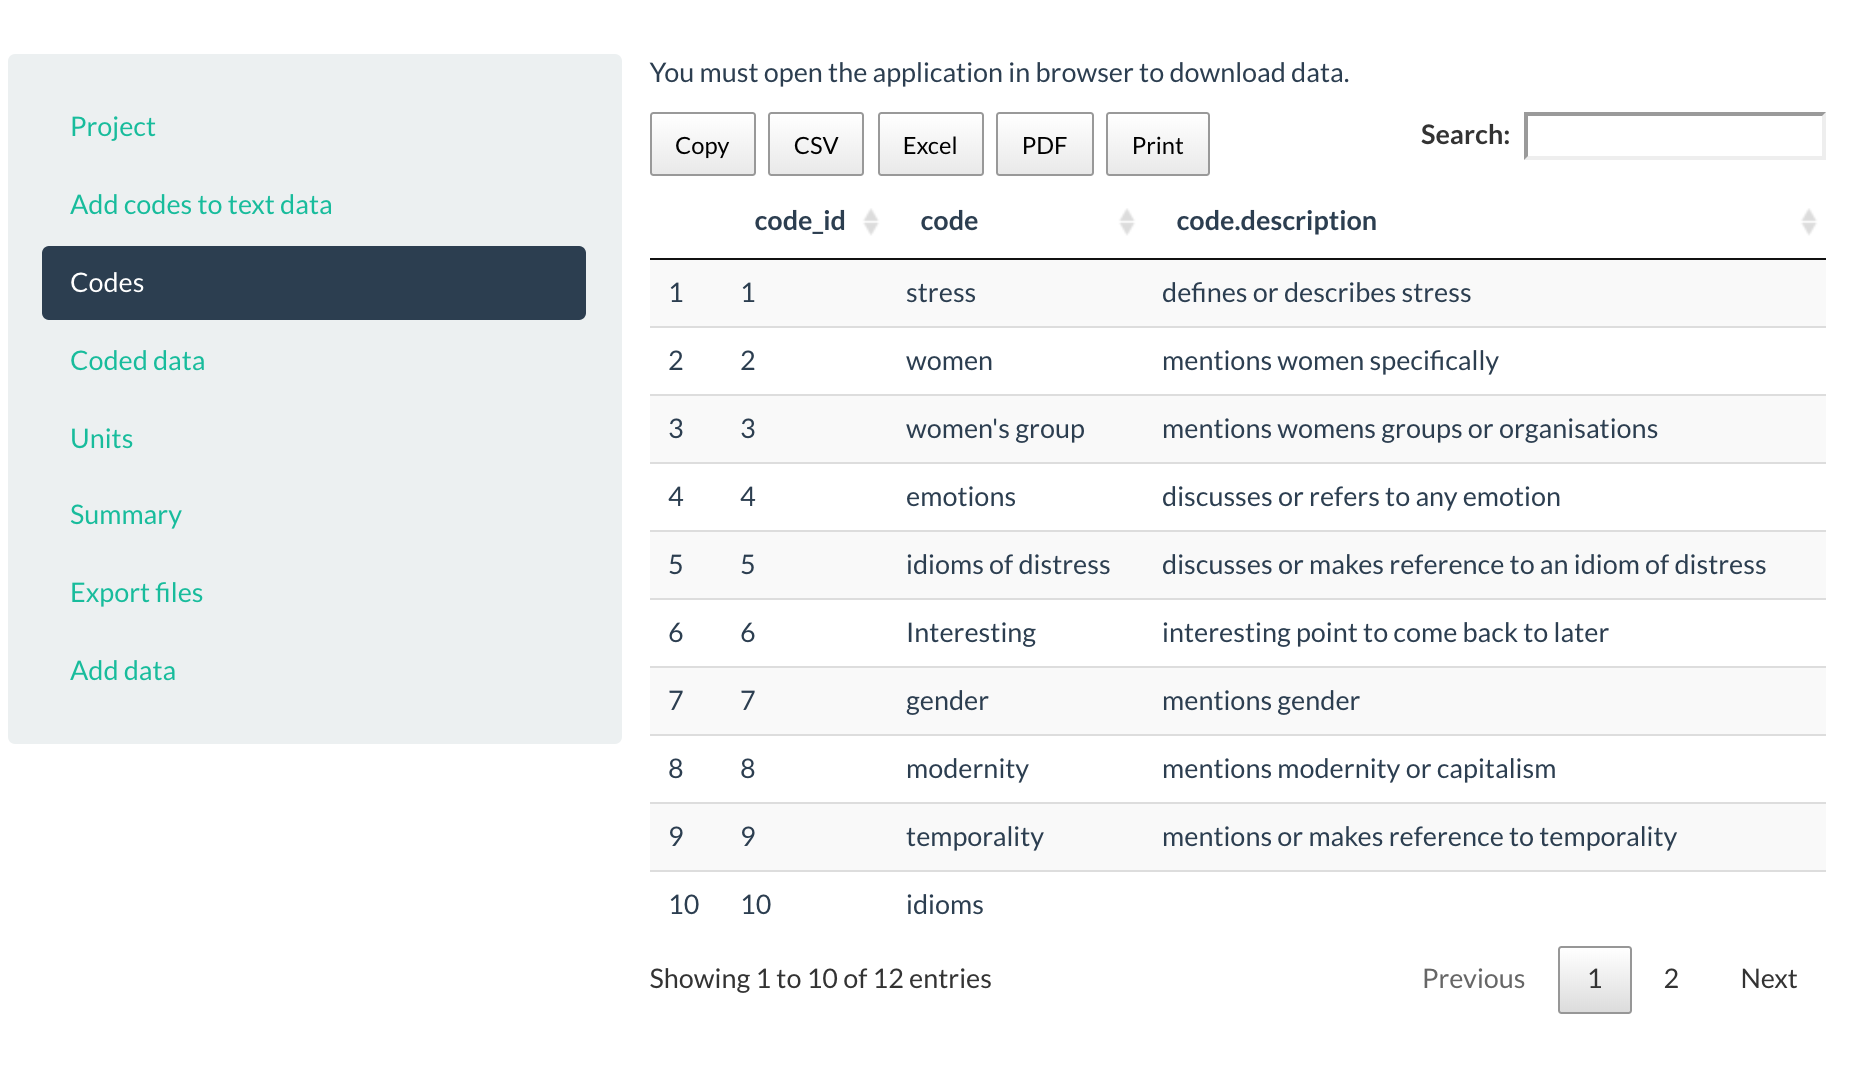 Project
Add codes to text data
Codes
Coded data
Units
Summary
Export files
Add data
You must open the application in browser to download data.
Copy CSV Excel PDF Print Search:
code_id code code.description
1 1 stress defines or describes stress
2 2 women mentions women specifically
3 3 women's group mentions womens groups or organisations
4 4 emotions discusses or refers to any emotion
5 5 idioms of distress discusses or makes reference to an idiom of distress
6 6 Interesting interesting point to come back to later
7 7 gender mentions gender
8 8 modernity mentions modernity or capitalism
9 9 temporality mentions or makes reference to temporality
10 10 idioms
Showing 1 to 10 of 12 entries Previous 1 2 Next